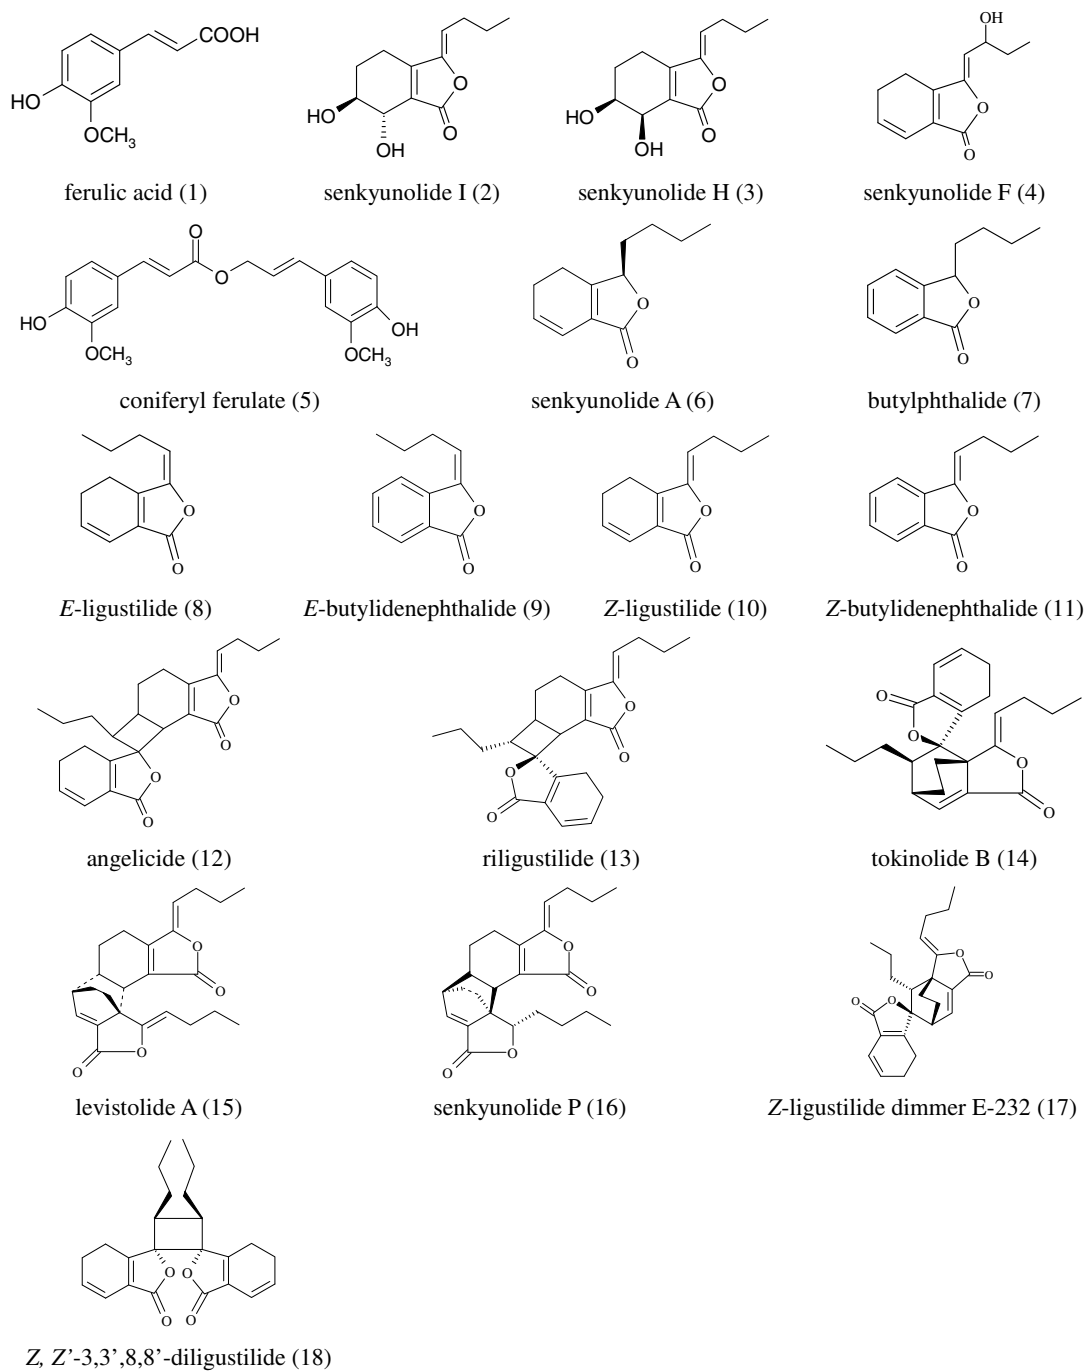 COOH
HO
OCH3
ferulic acid (1)
HO
OH
O
O
senkyunolide I (2)
HO
OH
O
O
senkyunolide H (3)
OH
O
O
senkyunolide F (4)
HO
OCH3
O
O
OCH3
OH
coniferyl ferulate (5)
O
O
senkyunolide A (6)
O
O
butylphthalide (7)
O
O
E-ligustilide (8)
O
O
E-butylidenephthalide (9)
O
O
Z-ligustilide (10)
O
O
Z-butylidenephthalide (11)
O
O
O
O
angelicide (12)
O
O
O
O
riligustilide (13)
O
O
O
O
tokinolide B (14)
O
O
O
O
levistolide A (15)
O
O
O
O
senkyunolide P (16)
O
O
O
O
Z-ligustilide dimmer E-232 (17)
O
O
O
O
Z, Z’-3,3’,8,8’-diligustilide (18)